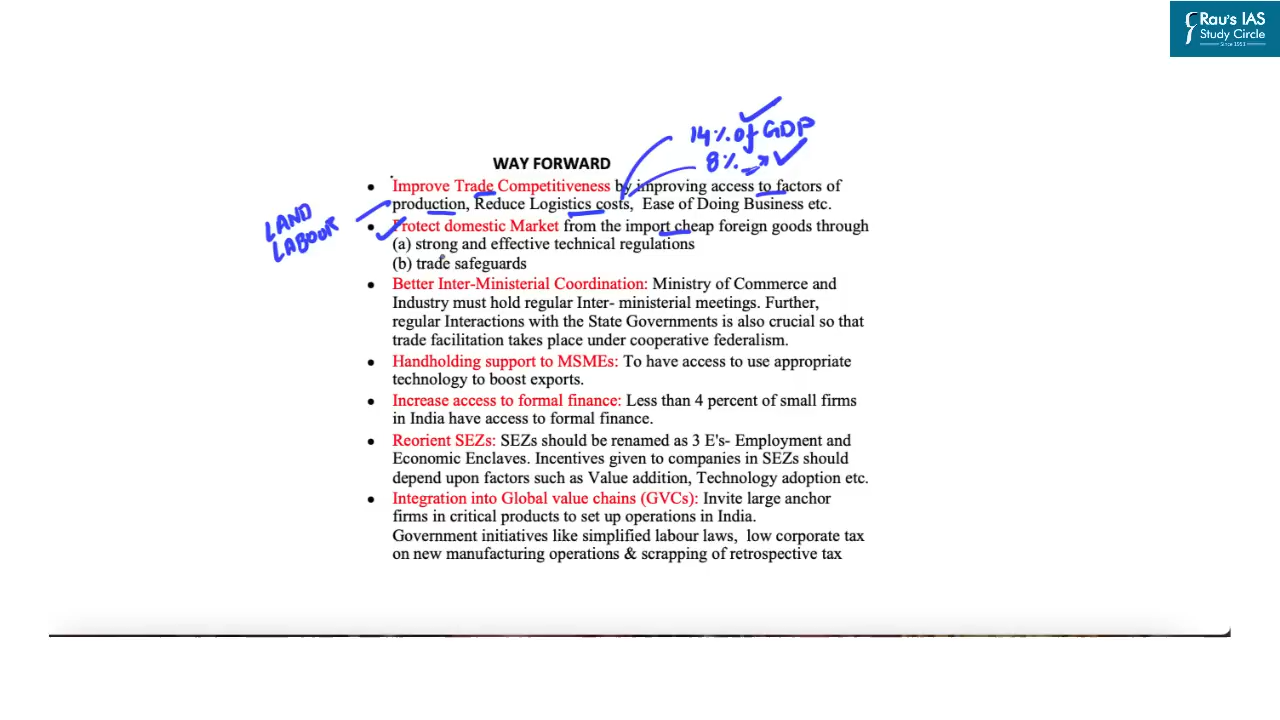 Rau's IAS
Study Circle
Since 1953
14% of GDP
8%
WAY FORWARD
• Improve Trade Competitiveness by improving access to factors of
production, Reduce Logistics costs, Ease of Doing Business etc.
LAND
LABOUR
• Protect domestic Market from the import cheap foreign goods through
(a) strong and effective technical regulations
(b) trade safeguards
• Better Inter-Ministerial Coordination: Ministry of Commerce and
Industry must hold regular Inter- ministerial meetings. Further,
regular Interactions with the State Governments is also crucial so that
trade facilitation takes place under cooperative federalism.
• Handholding support to MSMEs: To have access to use appropriate
technology to boost exports.
• Increase access to formal finance: Less than 4 percent of small firms
in India have access to formal finance.
• Reorient SEZs: SEZs should be renamed as 3 E's- Employment and
Economic Enclaves. Incentives given to companies in SEZs should
depend upon factors such as Value addition, Technology adoption etc.
• Integration into Global value chains (GVCs): Invite large anchor
firms in critical products to set up operations in India.
Government initiatives like simplified labour laws, low corporate tax
on new manufacturing operations & scrapping of retrospective tax